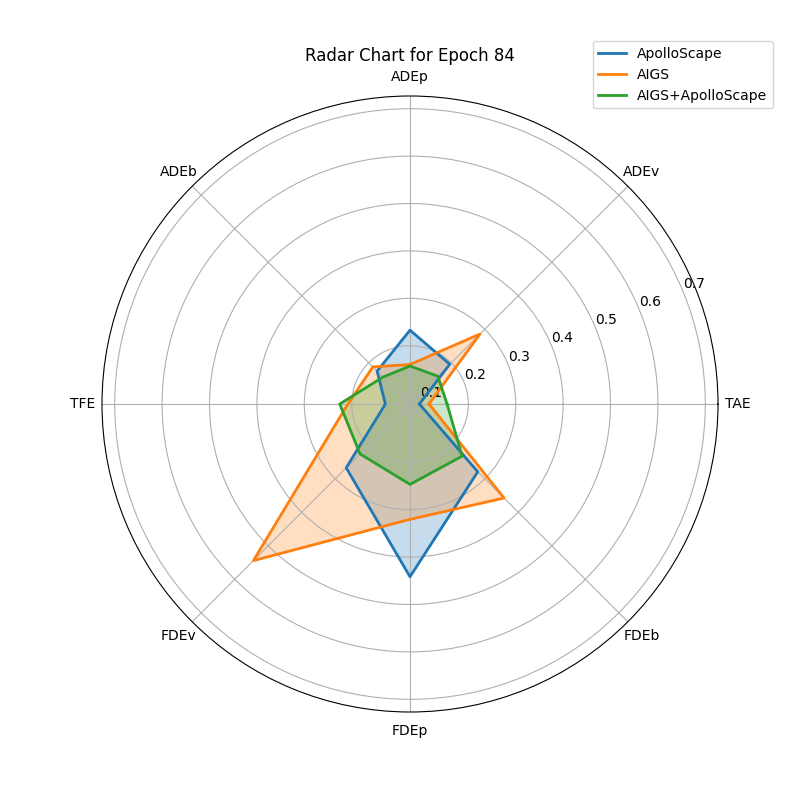 Radar Chart for Epoch 84
ApolloScape
AIGS
AIGS+ApolloScape
ADEp
ADEb
ADEv
0.7
0.6
0.5
0.4
0.3
0.2
0.1
TFE
TAE
FDEv
FDEb
FDEp